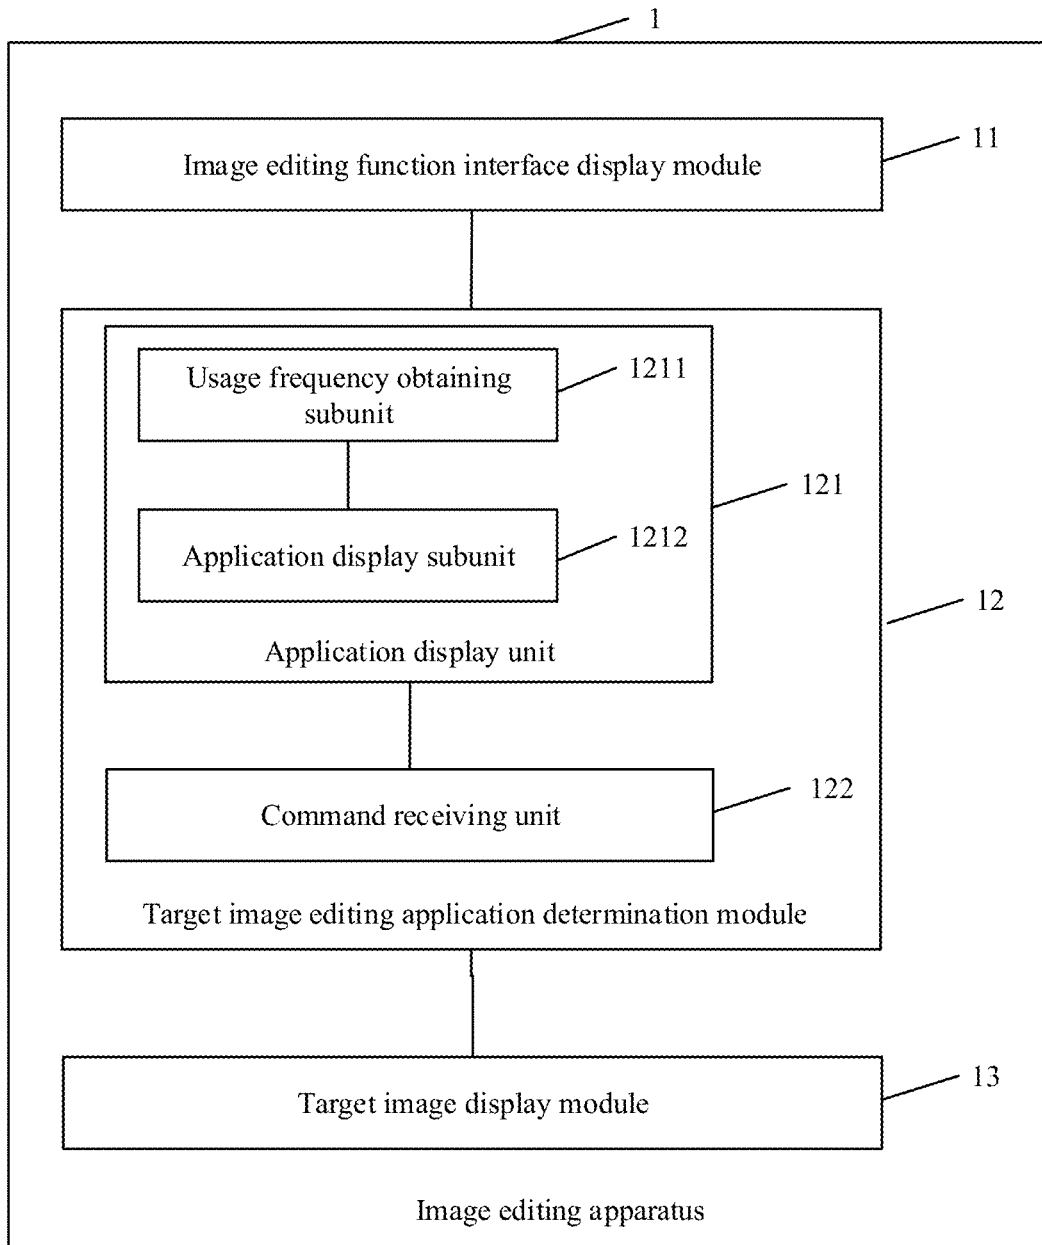 1
11
Image editing function interface display module
Usage frequency obtaining
subunit
1211
121
Application display subunit
1212
12
Application display unit
122
Command receiving unit
Target image editing application determination module
13
Target image display module
Image editing apparatus